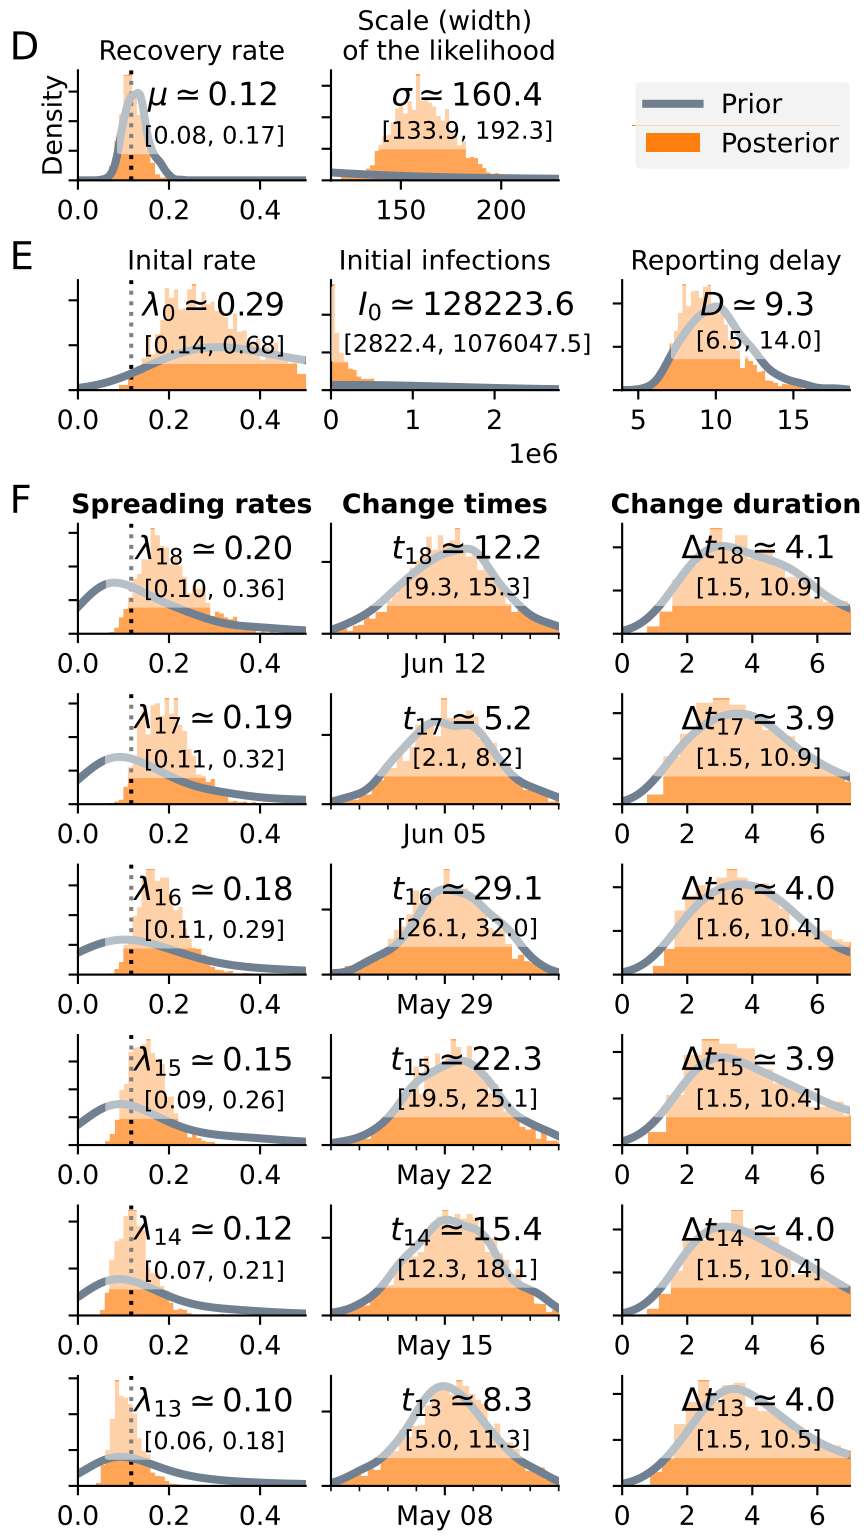 D
Recovery rate
Scale (width)
of the likelihood
Density
μ ≃ 0.12
[0.08, 0.17]
σ ≃ 160.4
[133.9, 192.3]
Prior
Posterior
0.0 0.2 0.4
150 200
E
Inital rate
Initial infections
Reporting delay
λ0 ≃ 0.29
[0.14, 0.68]
I0 ≃ 128223.6
[2822.4, 1076047.5]
D ≃ 9.3
[6.5, 14.0]
0.0 0.2 0.4
0 1 2
1e6
5 10 15
F
Spreading rates
Change times
Change duration
λ18 ≃ 0.20
[0.10, 0.36]
t18 ≃ 12.2
[9.3, 15.3]
Δt18 ≃ 4.1
[1.5, 10.9]
0.0 0.2 0.4
Jun 12
0 2 4 6
λ17 ≃ 0.19
[0.11, 0.32]
t17 ≃ 5.2
[2.1, 8.2]
Δt17 ≃ 3.9
[1.5, 10.9]
0.0 0.2 0.4
Jun 05
0 2 4 6
λ16 ≃ 0.18
[0.11, 0.29]
t16 ≃ 29.1
[26.1, 32.0]
Δt16 ≃ 4.0
[1.6, 10.4]
0.0 0.2 0.4
May 29
0 2 4 6
λ15 ≃ 0.15
[0.09, 0.26]
t15 ≃ 22.3
[19.5, 25.1]
Δt15 ≃ 3.9
[1.5, 10.4]
0.0 0.2 0.4
May 22
0 2 4 6
λ14 ≃ 0.12
[0.07, 0.21]
t14 ≃ 15.4
[12.3, 18.1]
Δt14 ≃ 4.0
[1.5, 10.4]
0.0 0.2 0.4
May 15
0 2 4 6
λ13 ≃ 0.10
[0.06, 0.18]
t13 ≃ 8.3
[5.0, 11.3]
Δt13 ≃ 4.0
[1.5, 10.5]
0.0 0.2 0.4
May 08
0 2 4 6